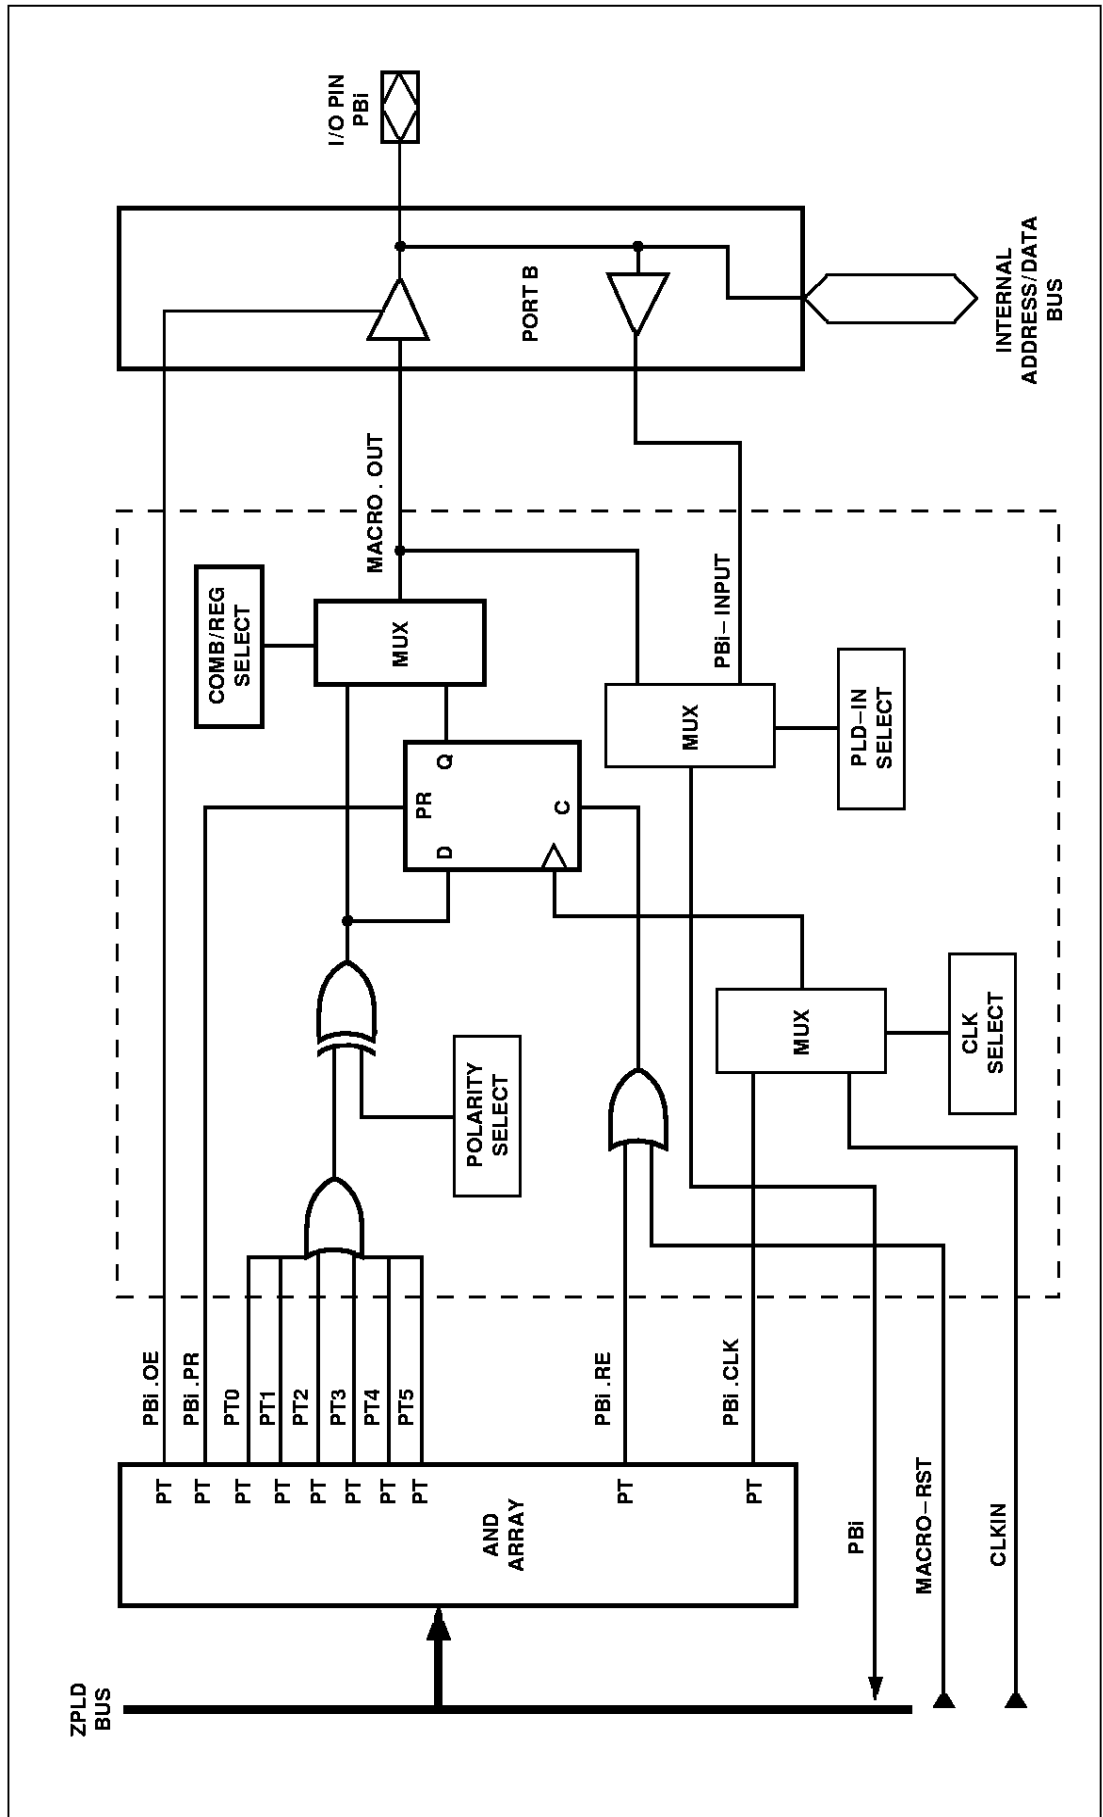 ZPLD
BUS
AND
ARRAY
PT
PT
PT
PT
PT
PT
PT
PT
PT
PT
PBi .OE
PBi .PR
PT0
PT1
PT2
PT3
PT4
PT5
PBi .RE
PBi .CLK
PBi
MACRO–RST
CLKIN
POLARITY
SELECT
MUX
CLK
SELECT
D
PR
Q
C
COMB/REG
SELECT
MUX
MUX
PLD–IN
SELECT
MACRO . OUT
PBi– INPUT
PORT B
I/O PIN
PBi
INTERNAL
ADDRESS/DATA
BUS